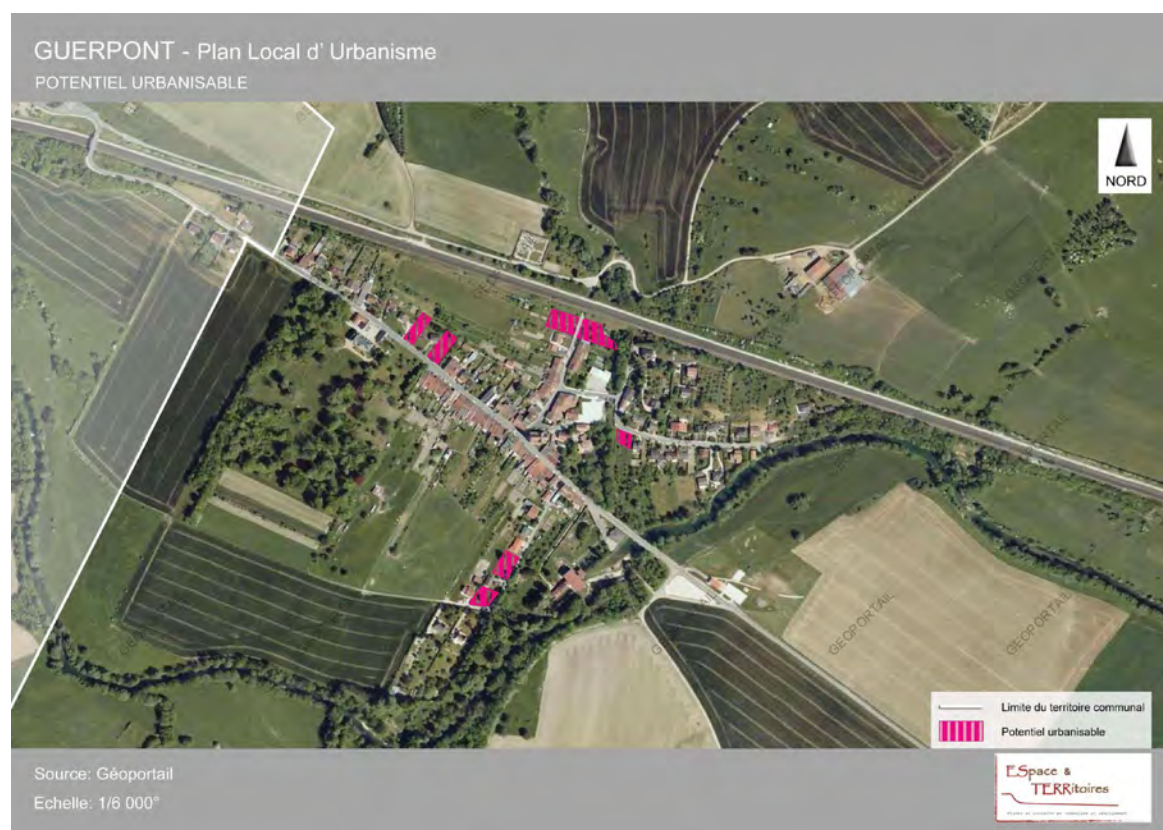 GUERPONT - Plan Local d' Urbanisme
POTENTIEL URBANISABLE
NORD
GEOPORTAIL
GEOPORTAIL
GEOPORTAIL
Limite du territoire communal
Potentiel urbanisable
Source: Géoportail
Echelle: 1/6 000°
ESpace &
TERRitoires